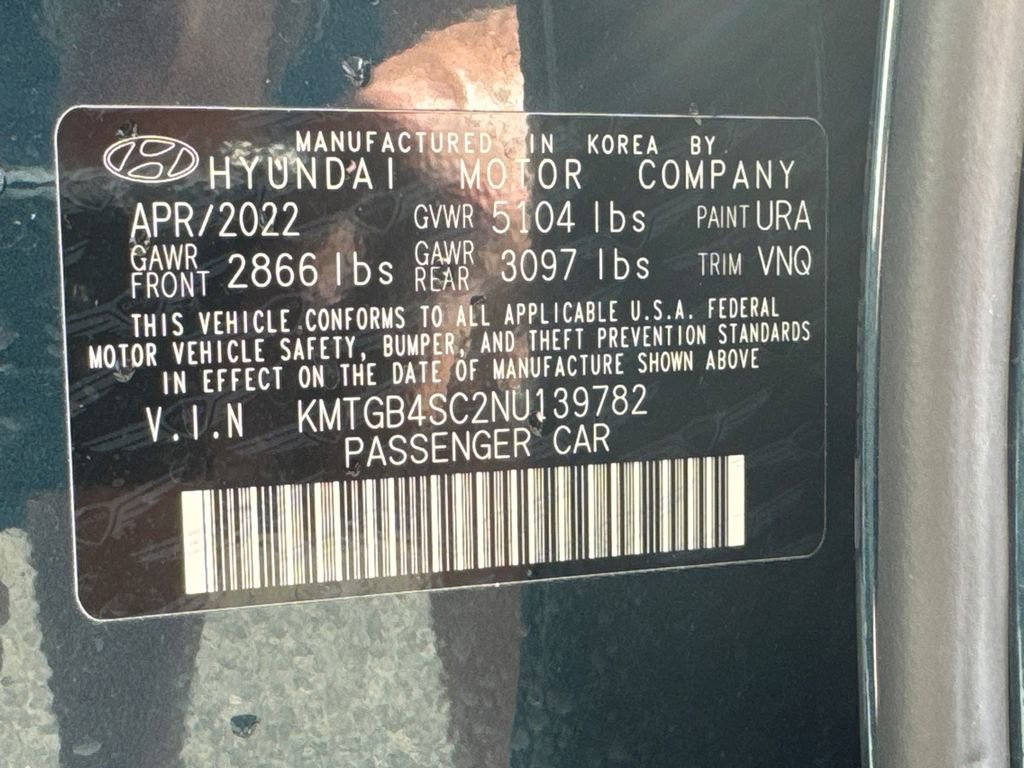 MANUFACTURED IN KOREA BY
HYUNDAI MOTOR COMPANY
APR/2022 GVWR 5104 lbs PAINT URA
GAWR FRONT 2866 lbs GAWR REAR 3097 lbs TRIM VNQ
THIS VEHICLE CONFORMS TO ALL APPLICABLE U.S.A. FEDERAL
MOTOR VEHICLE SAFETY, BUMPER, AND THEFT PREVENTION STANDARDS
IN EFFECT ON THE DATE OF MANUFACTURE SHOWN ABOVE
V.I.N KMTGB4SC2NU139782
PASSENGER CAR